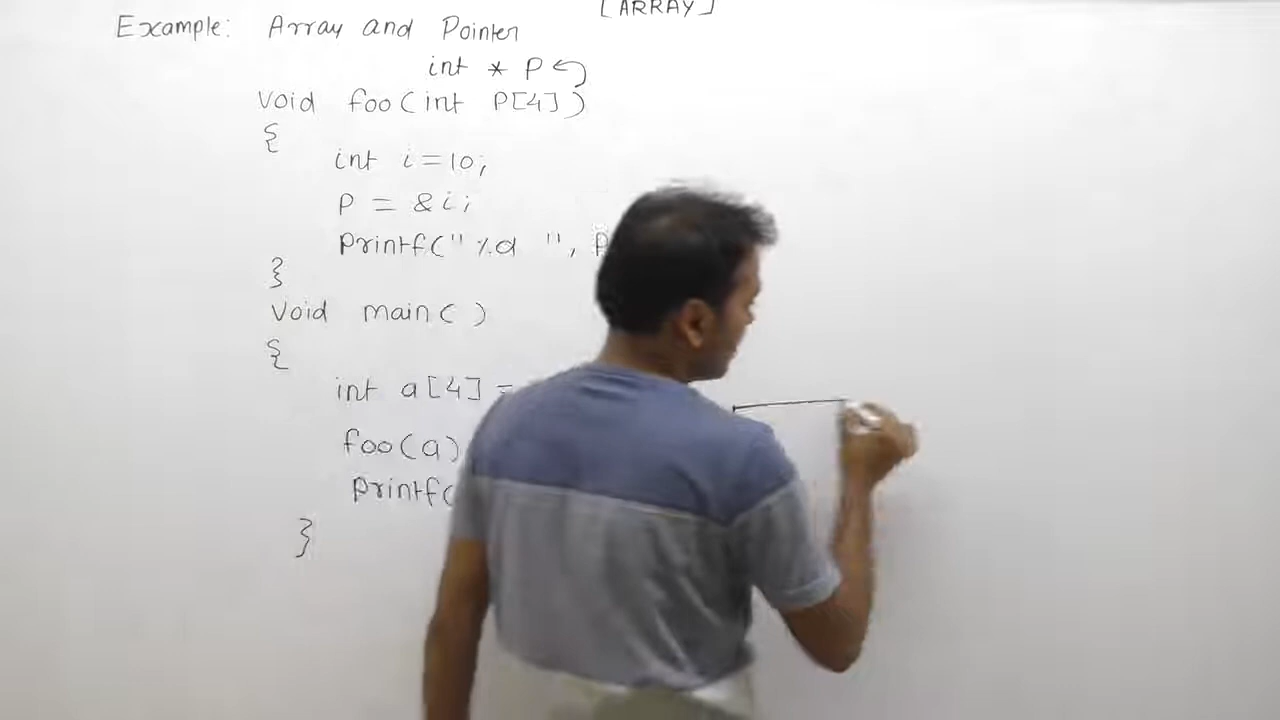 [ARRAY]
Example: Array and Pointer
int * P
void foo(int P[4])
{
int i=10;
P = &i;
Printf("%d ", P
}
void main( )
{
int a[4] =
foo(a)
Printf(
}